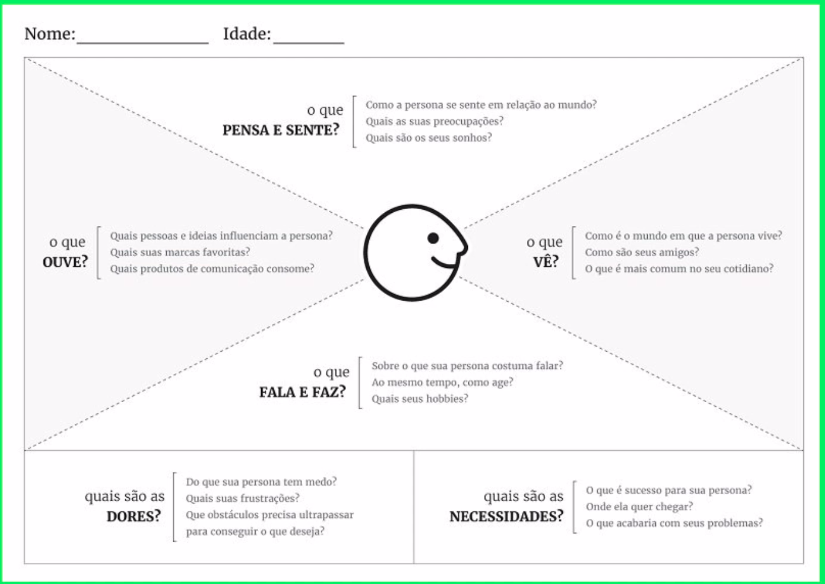 Nome:______________ Idade:________
o que
PENSA E SENTE?
Como a persona se sente em relação ao mundo?
Quais as suas preocupações?
Quais são os seus sonhos?
o que
OUVE?
Quais pessoas e ideias influenciam a persona?
Quais suas marcas favoritas?
Quais produtos de comunicação consome?
o que
VÊ?
Como é o mundo em que a persona vive?
Como são seus amigos?
O que é mais comum no seu cotidiano?
o que
FALA E FAZ?
Sobre o que sua persona costuma falar?
Ao mesmo tempo, como age?
Quais seus hobbies?
quais são as
DORES?
Do que sua persona tem medo?
Quais suas frustrações?
Que obstáculos precisa ultrapassar
para conseguir o que deseja?
quais são as
NECESSIDADES?
O que é sucesso para sua persona?
Onde ela quer chegar?
O que acabaria com seus problemas?